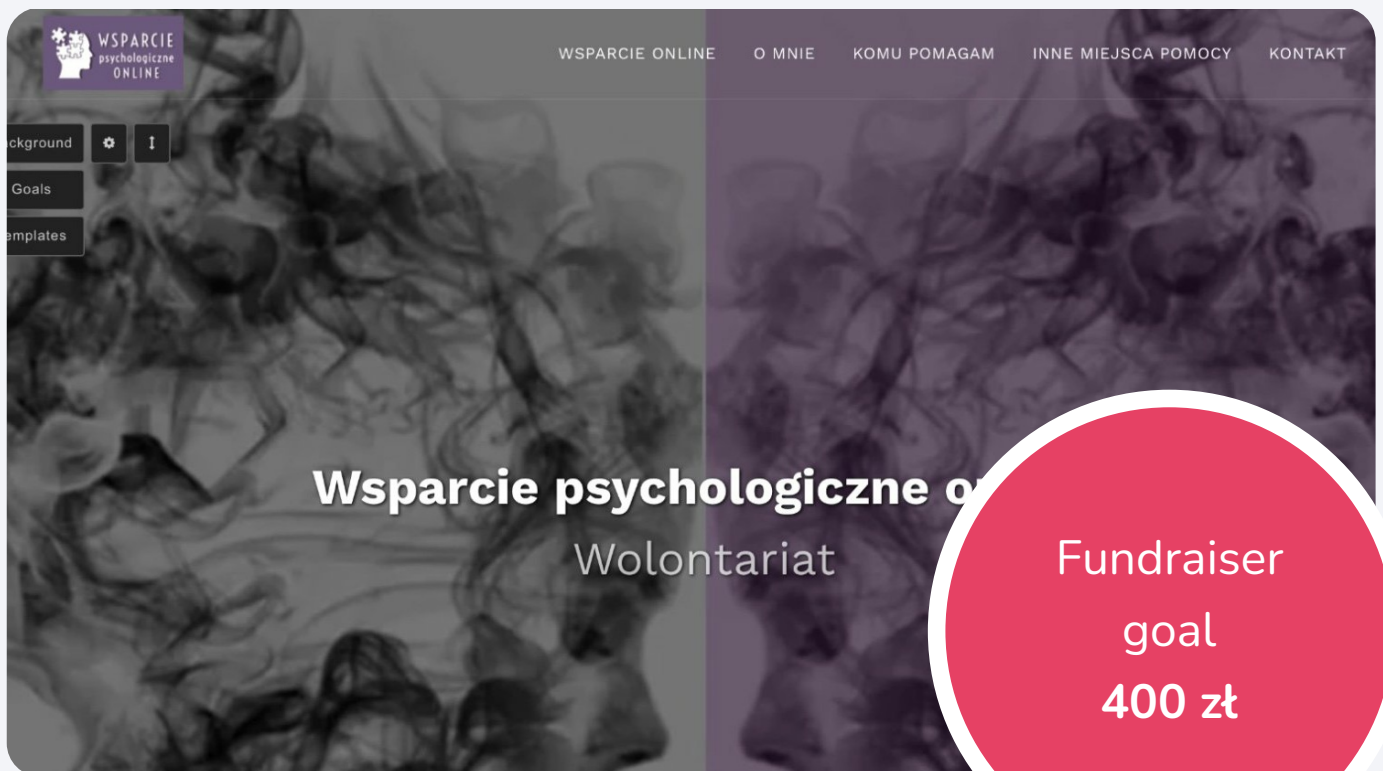 WSPARCIE
psychologiczne
ONLINE
WSPARCIE ONLINE O MNIE KOMU POMAGAM INNE MIEJSCA POMOCY KONTAKT
ckground
Goals
emplates
Wsparcie psychologiczne o
Wolontariat
Fundraiser
goal
400 zł